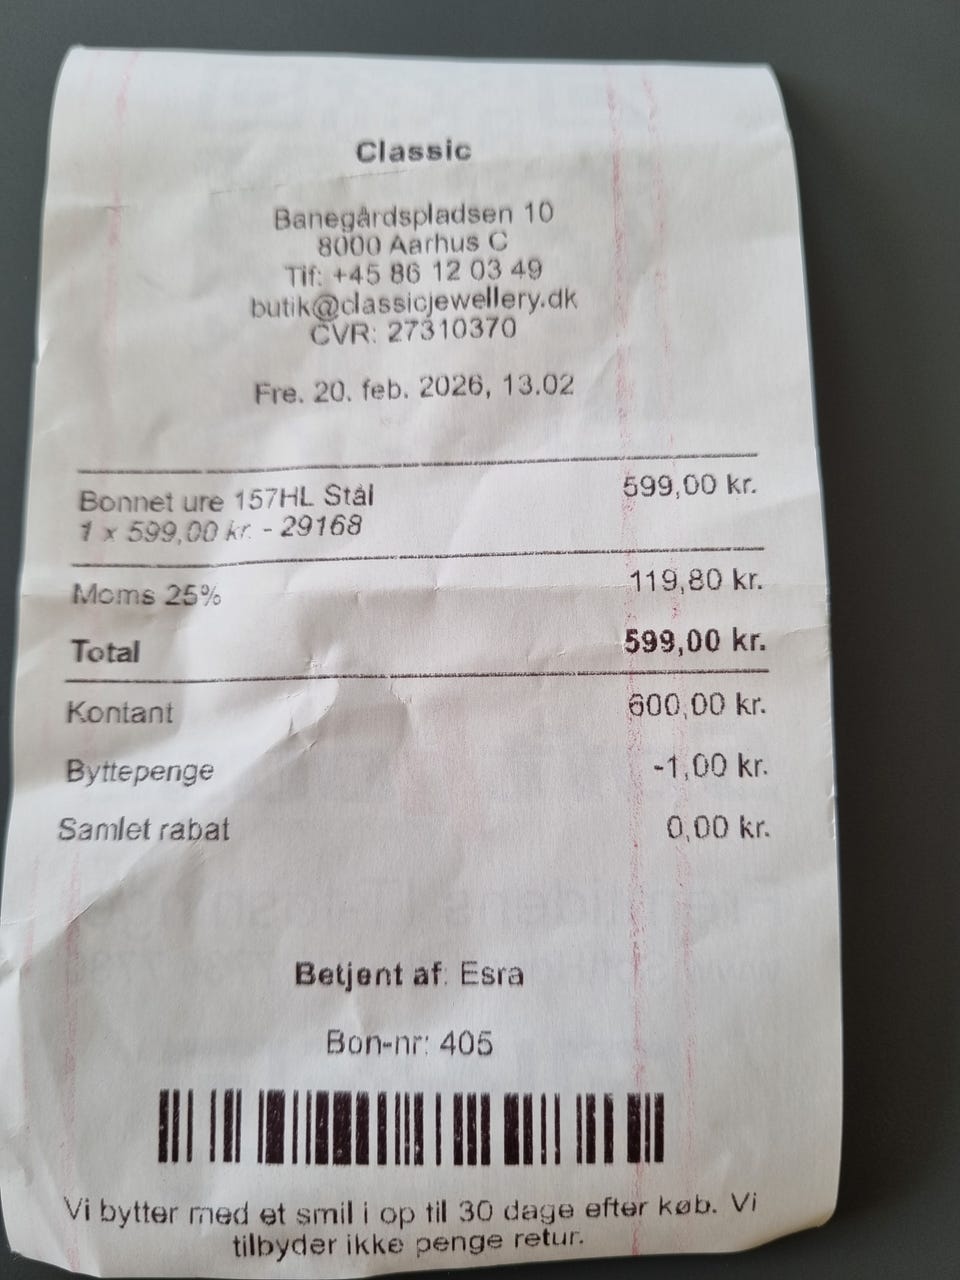 Classic
Banegårdspladsen 10
8000 Aarhus C
Tlf: +45 86 12 03 49
butik@classicjewellery.dk
CVR: 27310370
Fre. 20. feb. 2026, 13.02
Bonnet ure 157HL Stål 599,00 kr.
1 x 599,00 kr. - 29168
Moms 25% 119,80 kr.
Total 599,00 kr.
Kontant 600,00 kr.
Byttepenge -1,00 kr.
Samlet rabat 0,00 kr.
Betjent af: Esra
Bon-nr: 405
Vi bytter med et smil i op til 30 dage efter køb. Vi
tilbyder ikke penge retur.